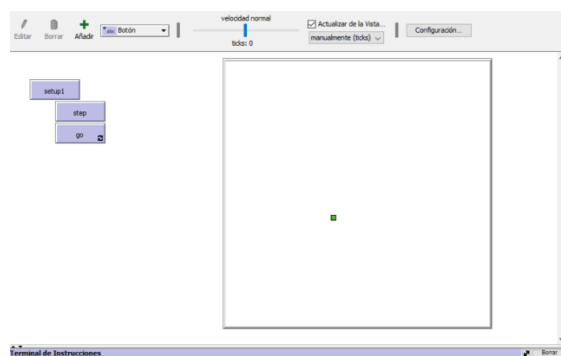 velocidad normal
Editar Borrar Añadir abc Botón
ticks: 0
Actualizar de la Vista...
manualmente (ticks)
Configuración...
setup1
step
go
Terminal de Instrucciones
Borrar